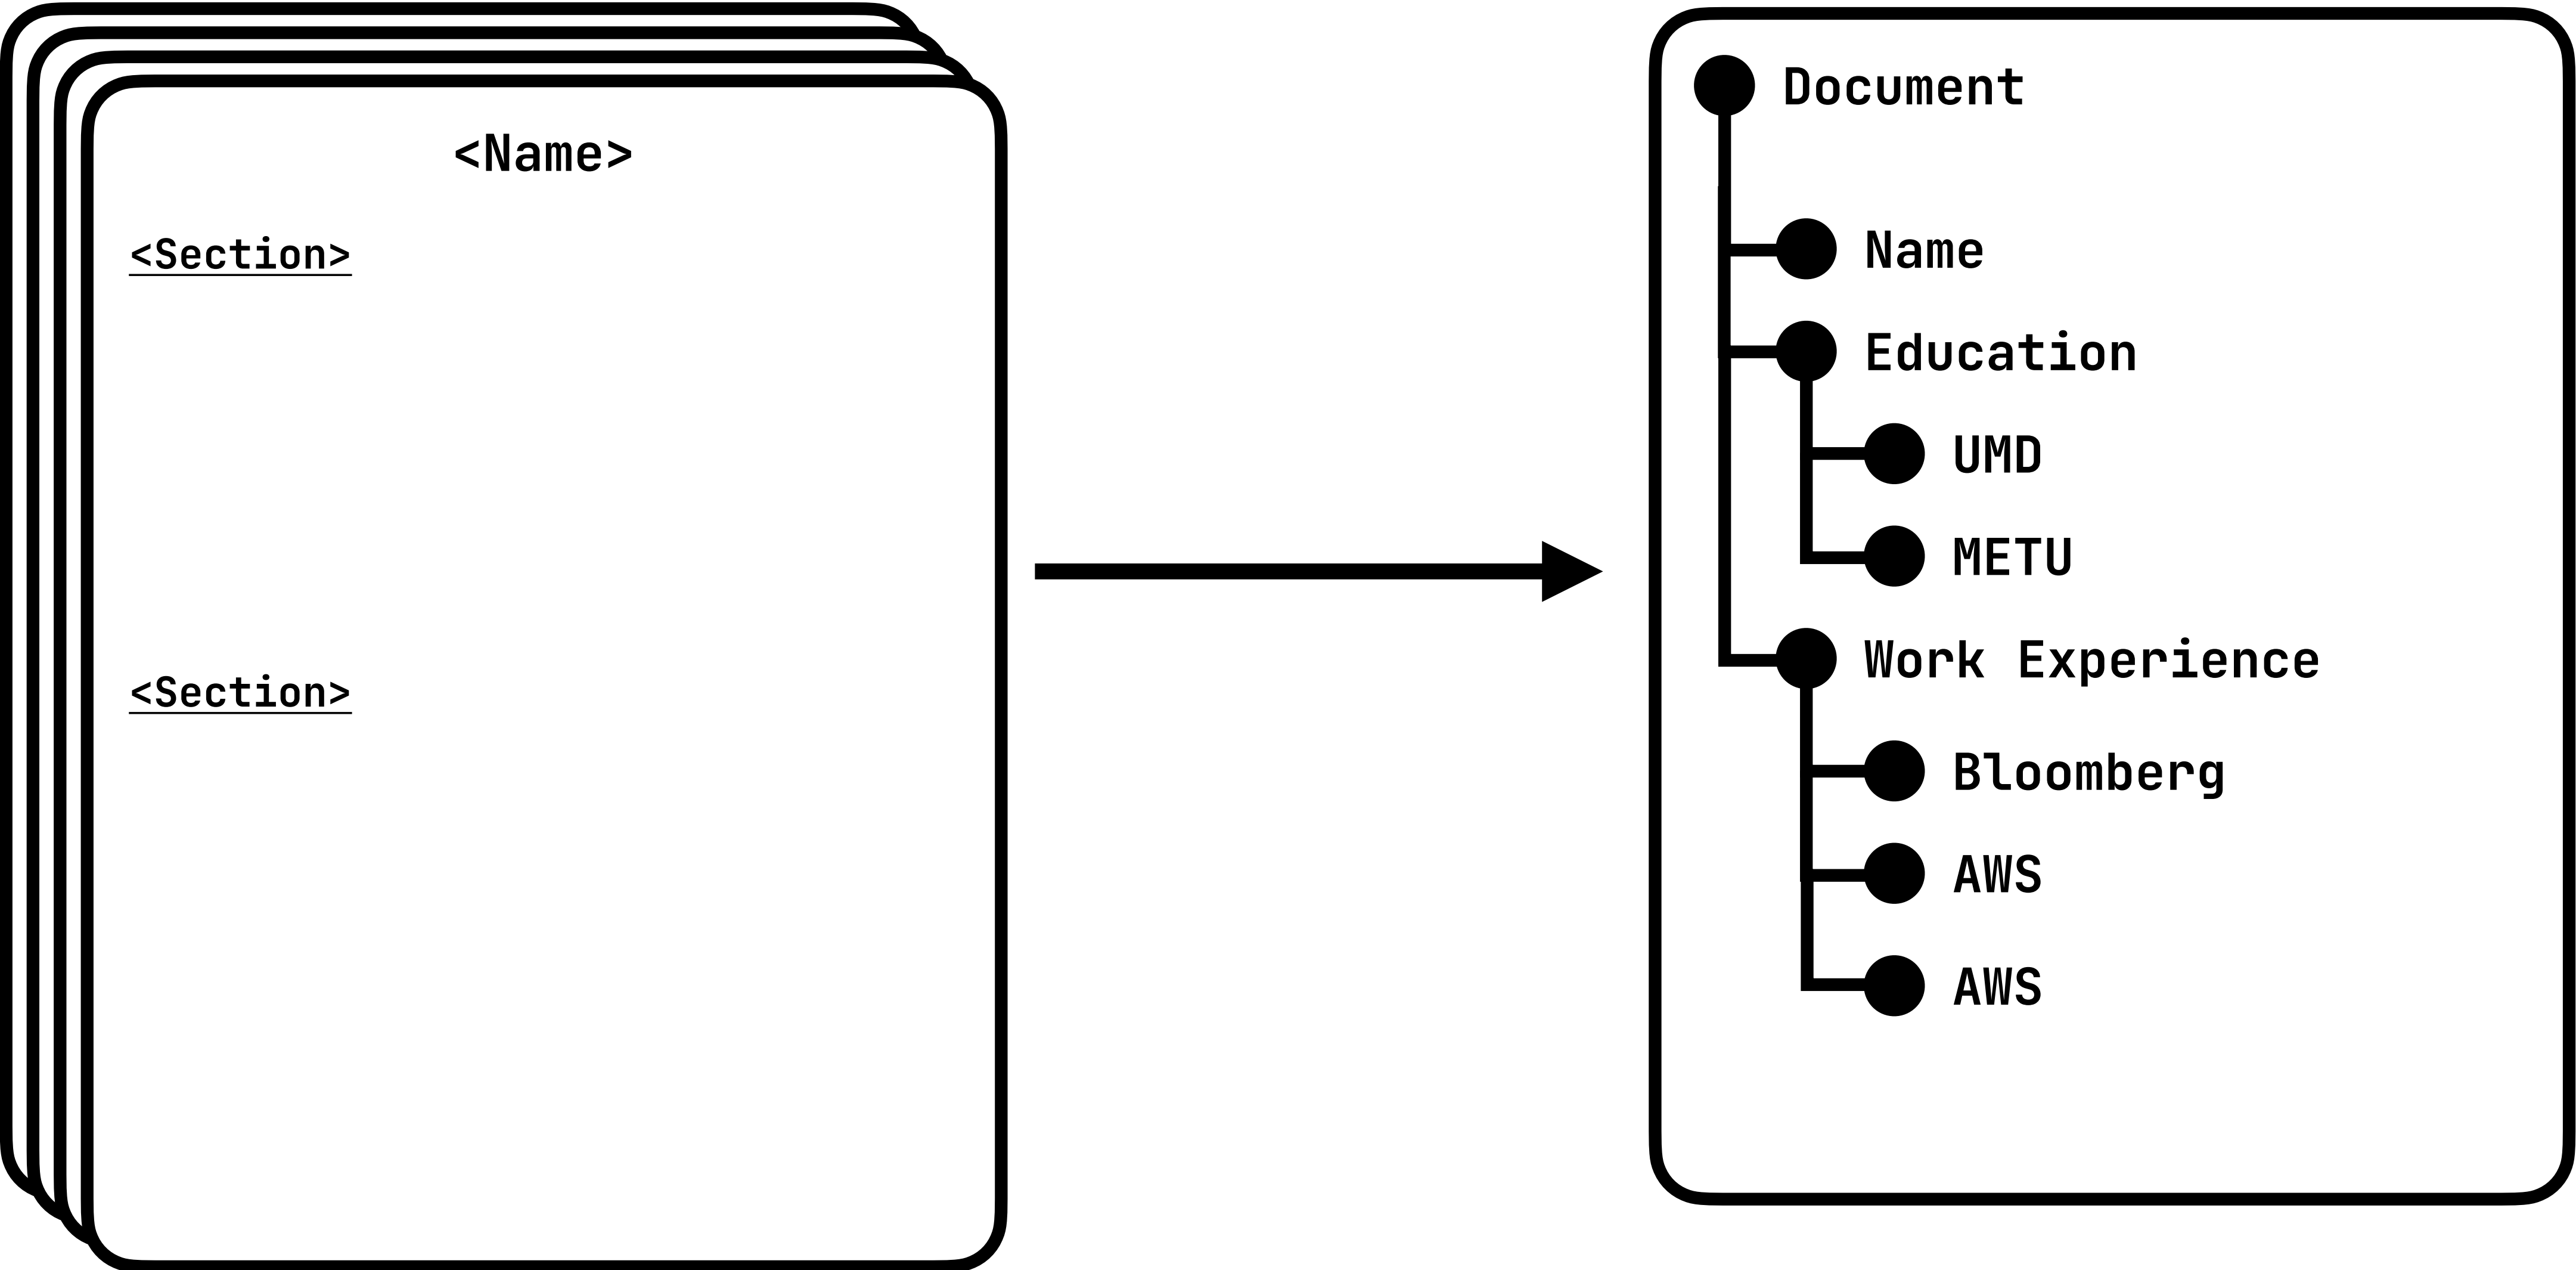 <Name>
<Section>
<Section>
Document
Name
Education
UMD
METU
Work Experience
Bloomberg
AWS
AWS